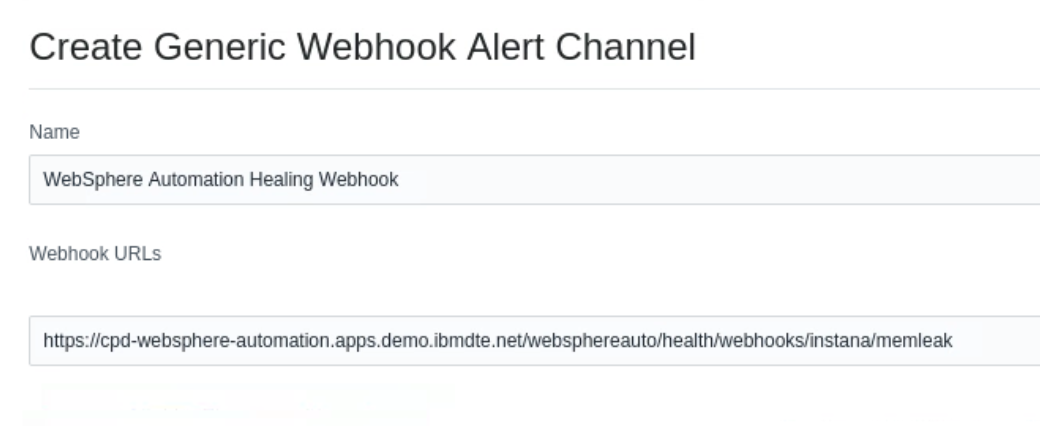 Create Generic Webhook Alert Channel
Name
WebSphere Automation Healing Webhook
Webhook URLs
https://cpd-websphere-automation.apps.demo.ibmdte.net/websphereauto/health/webhooks/instana/memleak